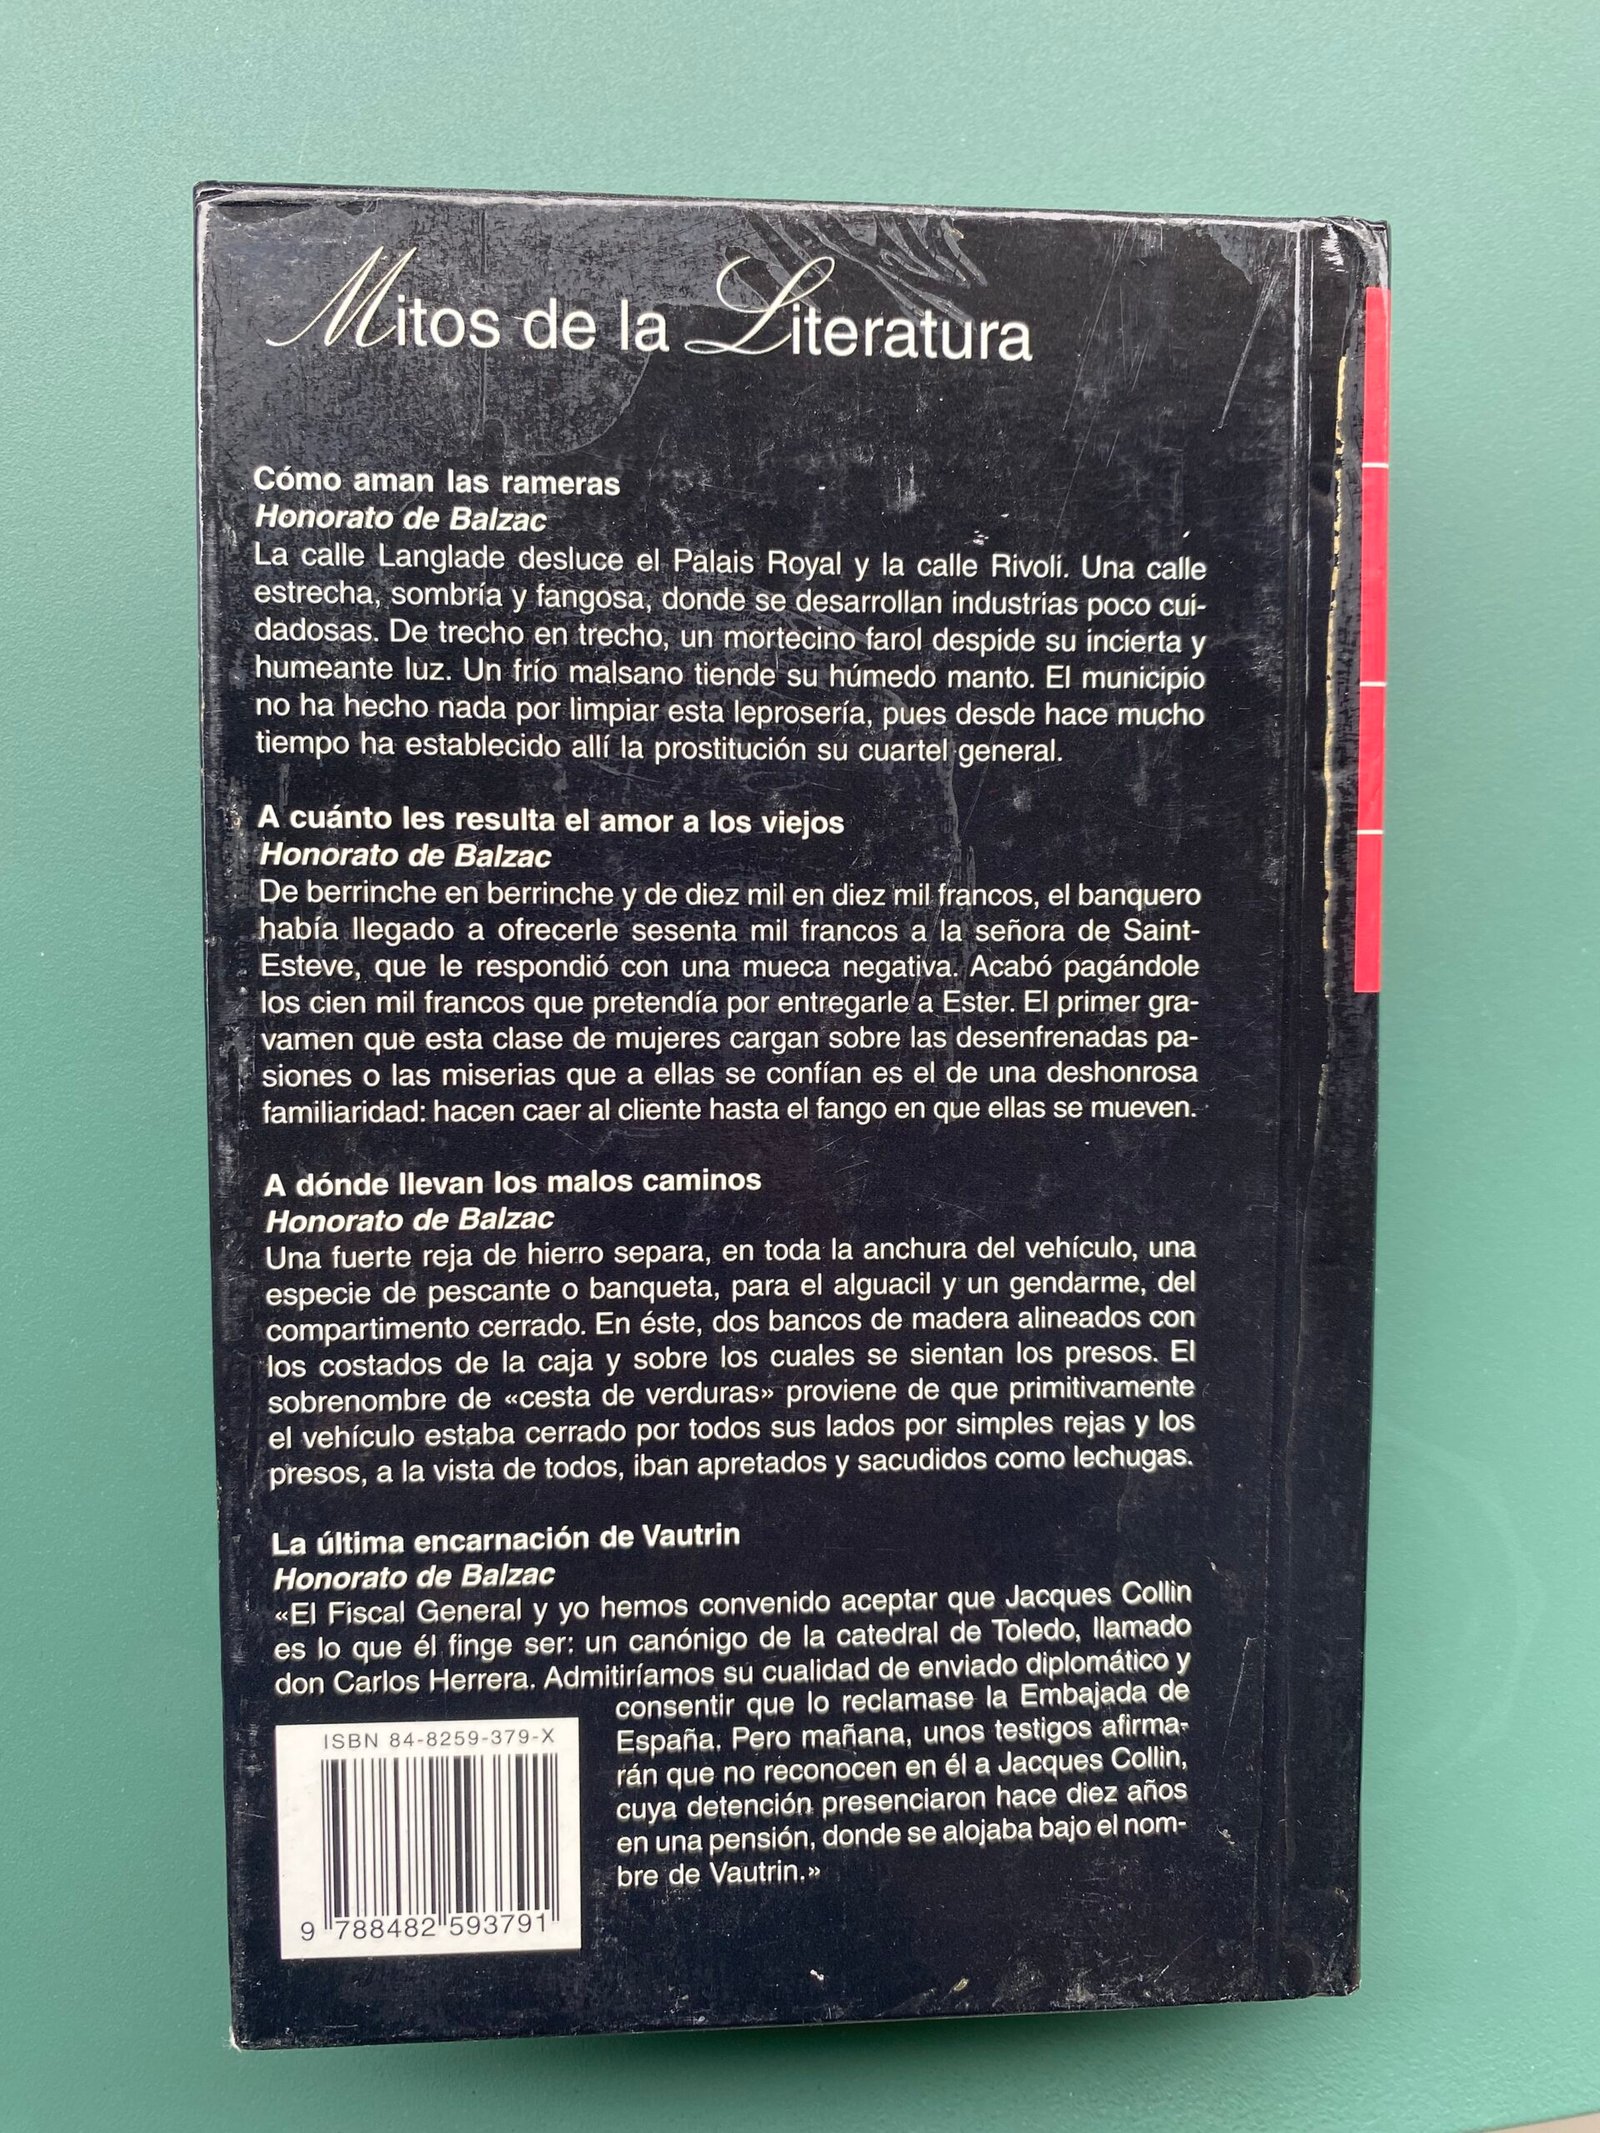 Mitos de la Literatura
Cómo aman las rameras
Honorato de Balzac
La calle Langlade desluce el Palais Royal y la calle Rivoli. Una calle
estrecha, sombría y fangosa, donde se desarrollan industrias poco cui-
dadosas. De trecho en trecho, un mortecino farol despide su incierta y
humeante luz. Un frío malsano tiende su húmedo manto. El municipio
no ha hecho nada por limpiar esta leprosería, pues desde hace mucho
tiempo ha establecido allí la prostitución su cuartel general.
A cuánto les resulta el amor a los viejos
Honorato de Balzac
De berrinche en berrinche y de diez mil en diez mil francos, el banquero
había llegado a ofrecerle sesenta mil francos a la señora de Saint-
Esteve, que le respondió con una mueca negativa. Acabó pagándole
los cien mil francos que pretendía por entregarle a Ester. El primer gra-
vamen que esta clase de mujeres cargan sobre las desenfrenadas pa-
siones o las miserias que a ellas se confían es el de una deshonrosa
familiaridad: hacen caer al cliente hasta el fango en que ellas se mueven.
A dónde llevan los malos caminos
Honorato de Balzac
Una fuerte reja de hierro separa, en toda la anchura del vehículo, una
especie de pescante o banqueta, para el alguacil y un gendarme, del
compartimento cerrado. En éste, dos bancos de madera alineados con
los costados de la caja y sobre los cuales se sientan los presos. El
sobrenombre de «cesta de verduras» proviene de que primitivamente
el vehículo estaba cerrado por todos sus lados por simples rejas y los
presos, a la vista de todos, iban apretados y sacudidos como lechugas.
La última encarnación de Vautrin
Honorato de Balzac
«El Fiscal General y yo hemos convenido aceptar que Jacques Collin
es lo que él finge ser: un canónigo de la catedral de Toledo, llamado
don Carlos Herrera. Admitiríamos su cualidad de enviado diplomático y
consentir que lo reclamase la Embajada de
España. Pero mañana, unos testigos afirma-
rán que no reconocen en él a Jacques Collin,
cuya detención presenciaron hace diez años
en una pensión, donde se alojaba bajo el nom-
bre de Vautrin.»
ISBN 84-8259-379-X
9 788482 593791